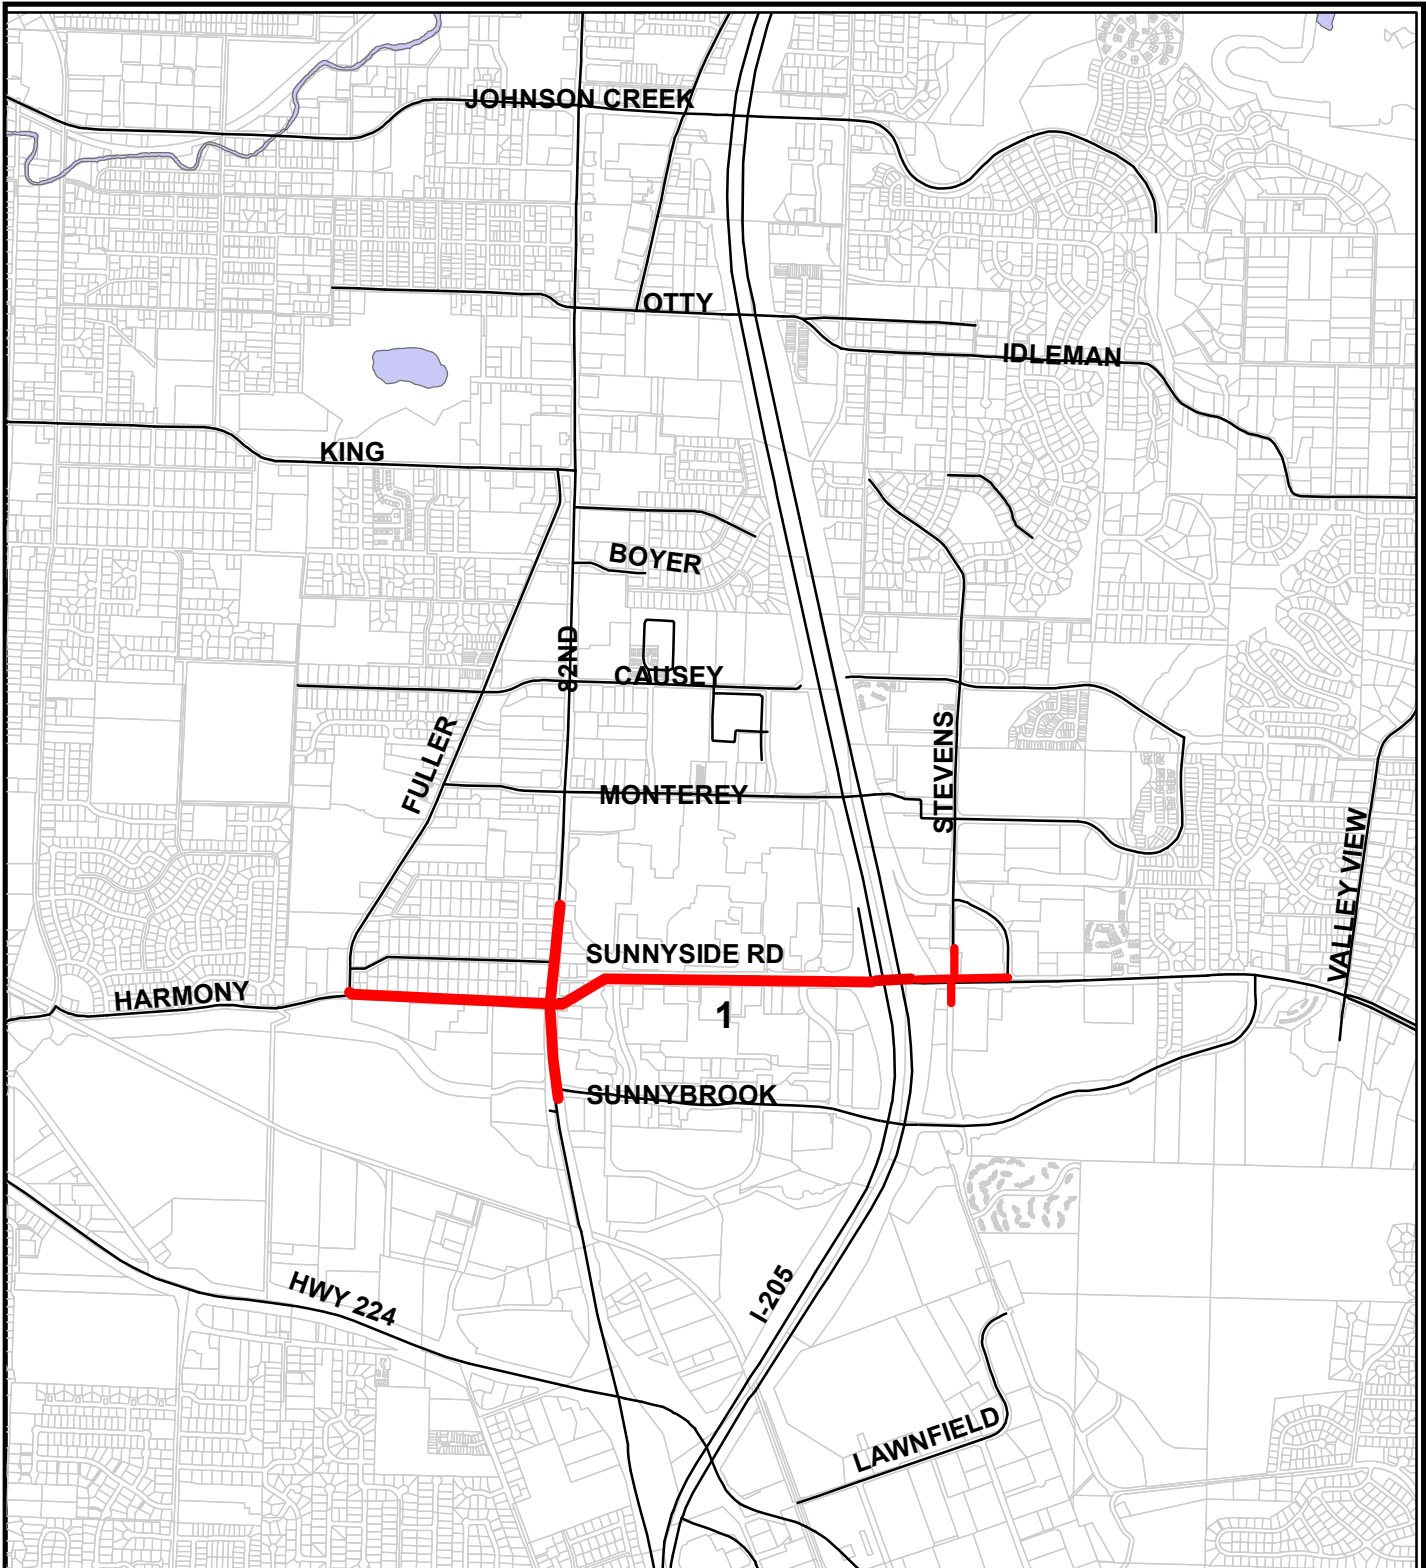 JOHNSON CREEK
OTTY
IDLEMAN
KING
BOYER
82ND
CAUSEY
FULLER
STEVENS
MONTEREY
VALLEY VIEW
SUNNYSIDE RD
HARMONY
1
SUNNYBROOK
HWY 224
I-205
LAWNFIELD